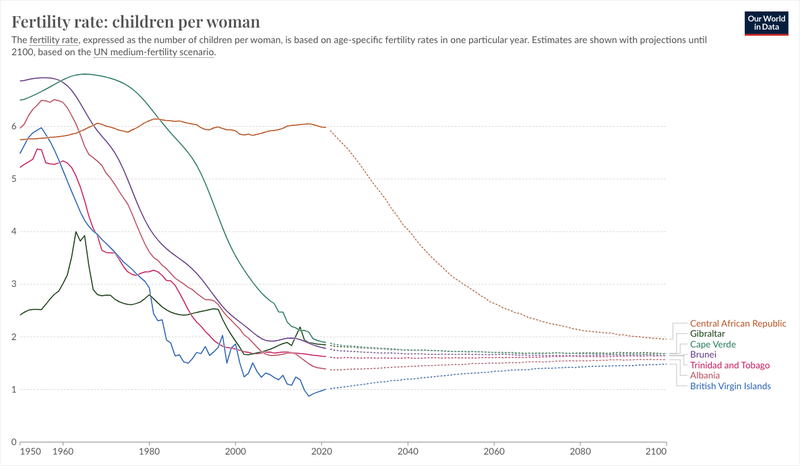 Fertility rate: children per woman
Our World
in Data
The fertility rate, expressed as the number of children per woman, is based on age-specific fertility rates in one particular year. Estimates are shown with projections until
2100, based on the UN medium-fertility scenario.
6
5
4
3
2
1
0
Central African Republic
Gibraltar
Cape Verde
Brunei
Trinidad and Tobago
Albania
British Virgin Islands
1950 1960 1980 2000 2020 2040 2060 2080 2100